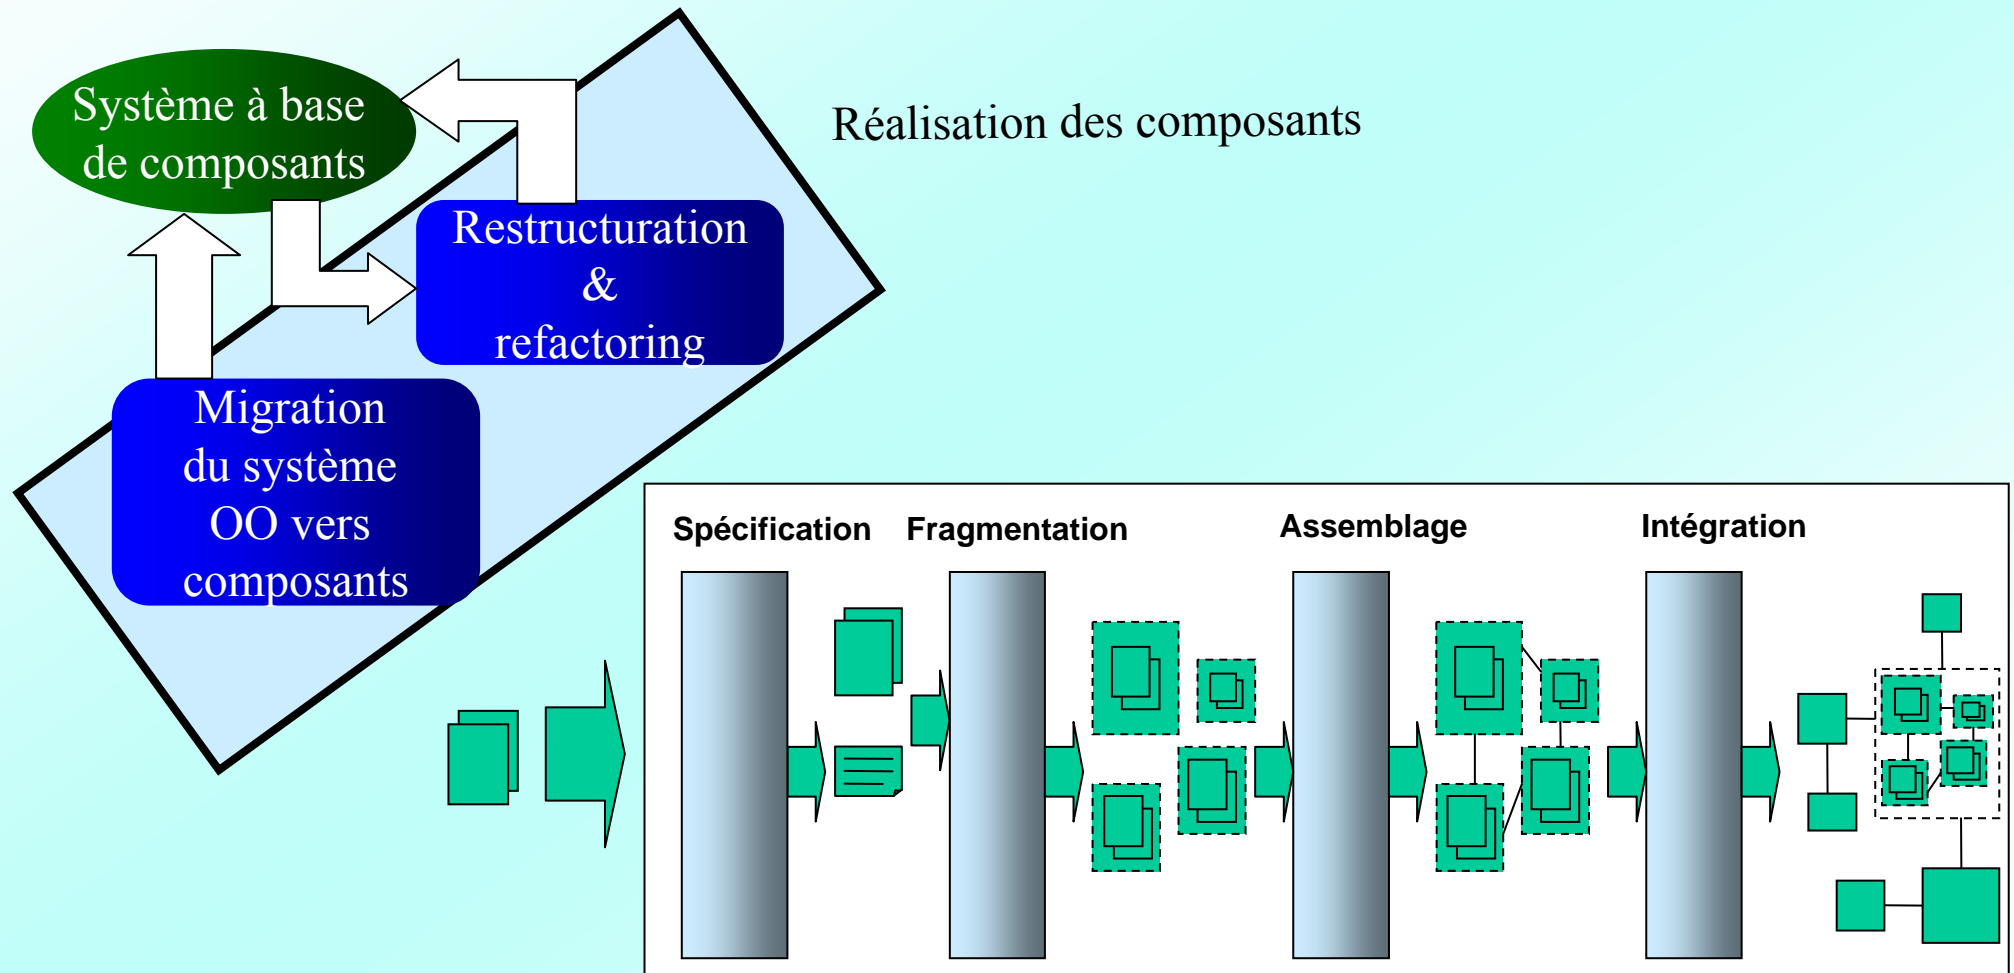 Système à base
de composants
Réalisation des composants
Restructuration
&
refactoring
Migration
du système
OO vers
composants
Spécification Fragmentation Assemblage Intégration